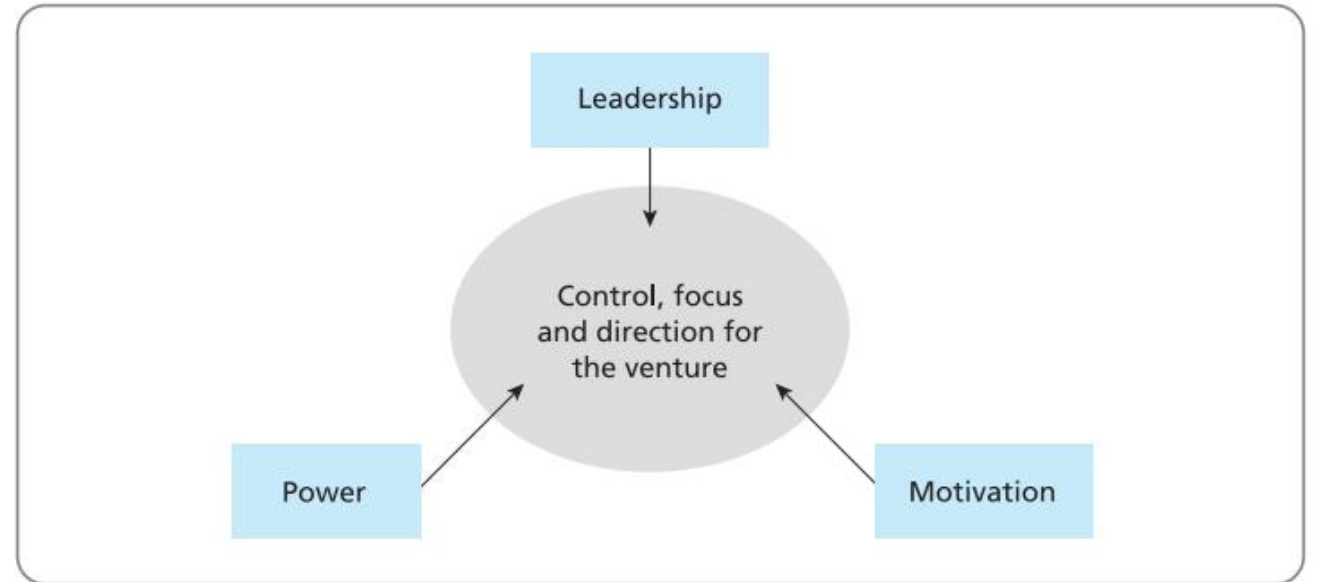 Leadership
Control, focus
and direction for
the venture
Power
Motivation